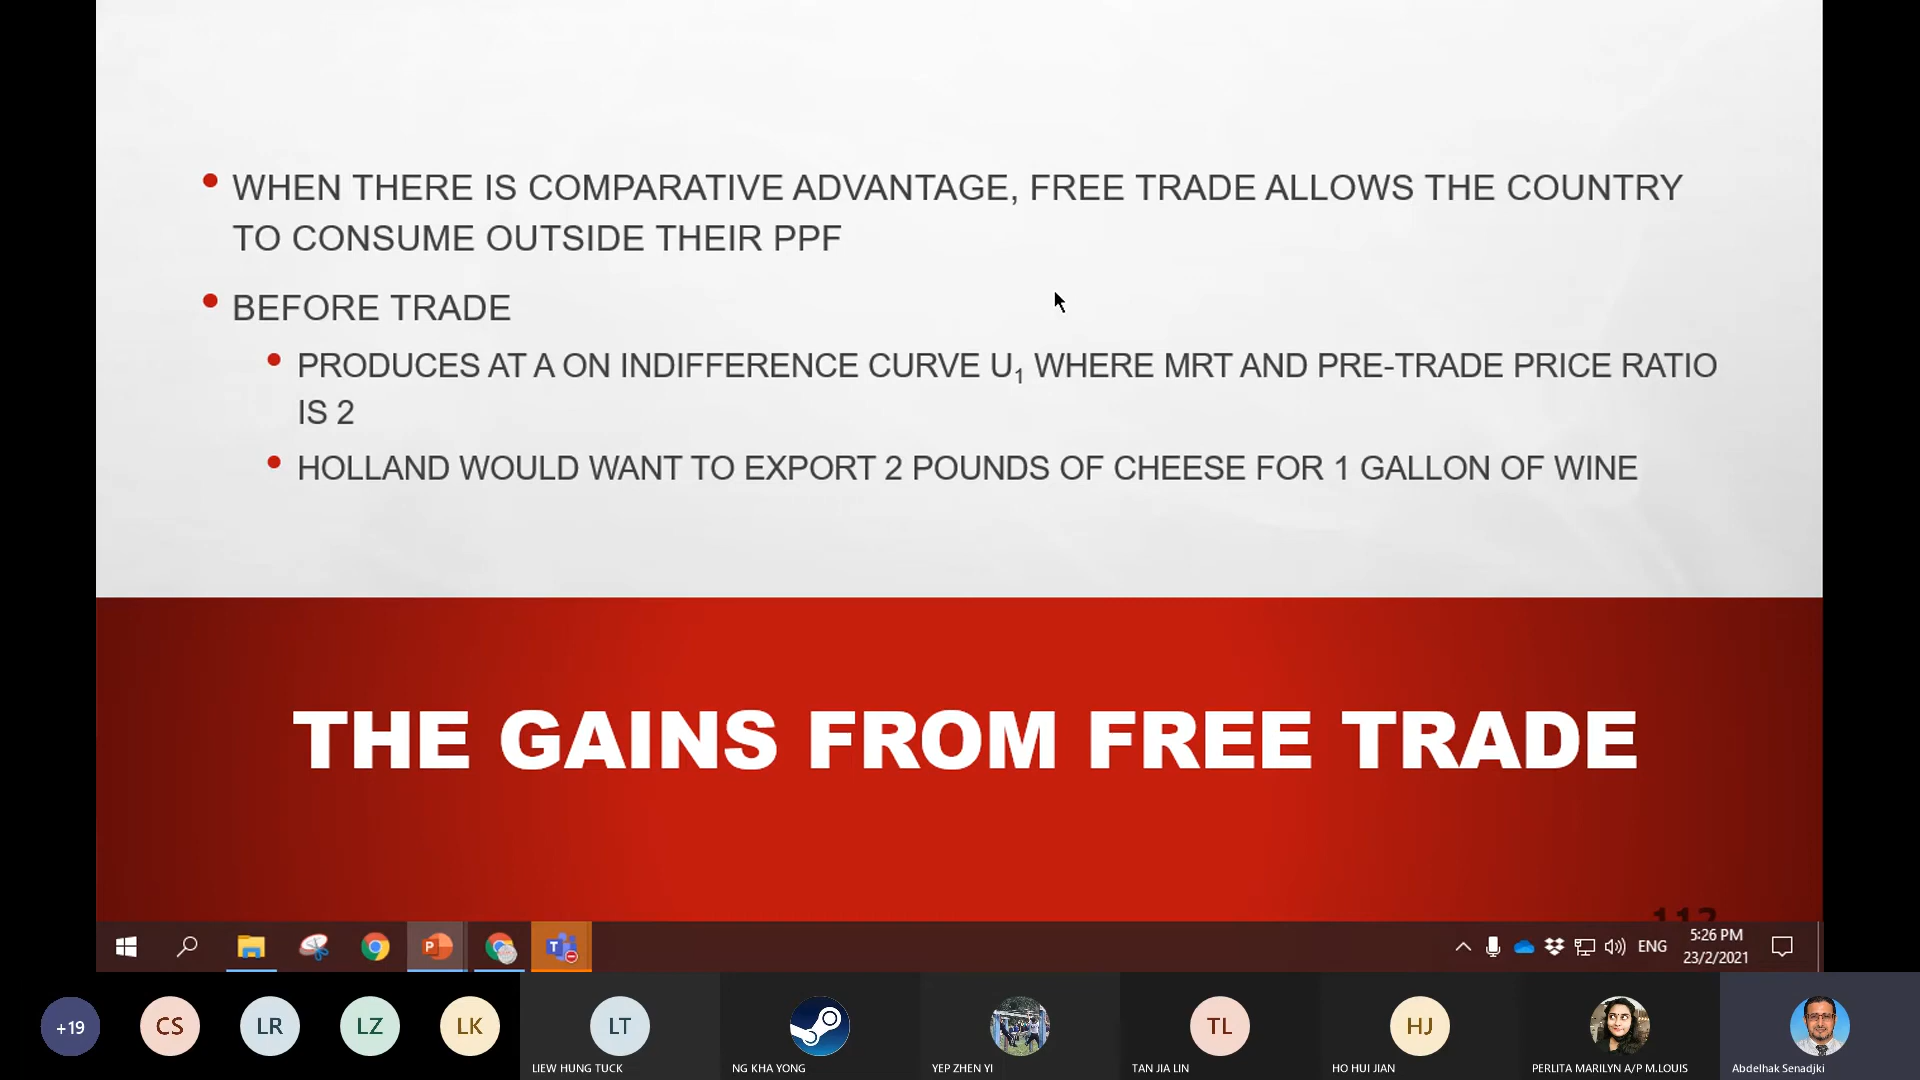 WHEN THERE IS COMPARATIVE ADVANTAGE, FREE TRADE ALLOWS THE COUNTRY
TO CONSUME OUTSIDE THEIR PPF
BEFORE TRADE
PRODUCES AT A ON INDIFFERENCE CURVE U1 WHERE MRT AND PRE-TRADE PRICE RATIO
IS 2
HOLLAND WOULD WANT TO EXPORT 2 POUNDS OF CHEESE FOR 1 GALLON OF WINE
THE GAINS FROM FREE TRADE
ENG
5:26 PM
23/2/2021
+19
CS
LR
LZ
LK
LT
TL
HJ
LIEW HUNG TUCK
NG KHA YONG
YEP ZHEN YI
TAN JIA LIN
HO HUI JIAN
PERLITA MARILYN A/P M.LOUIS
Abdelhak Senadjki